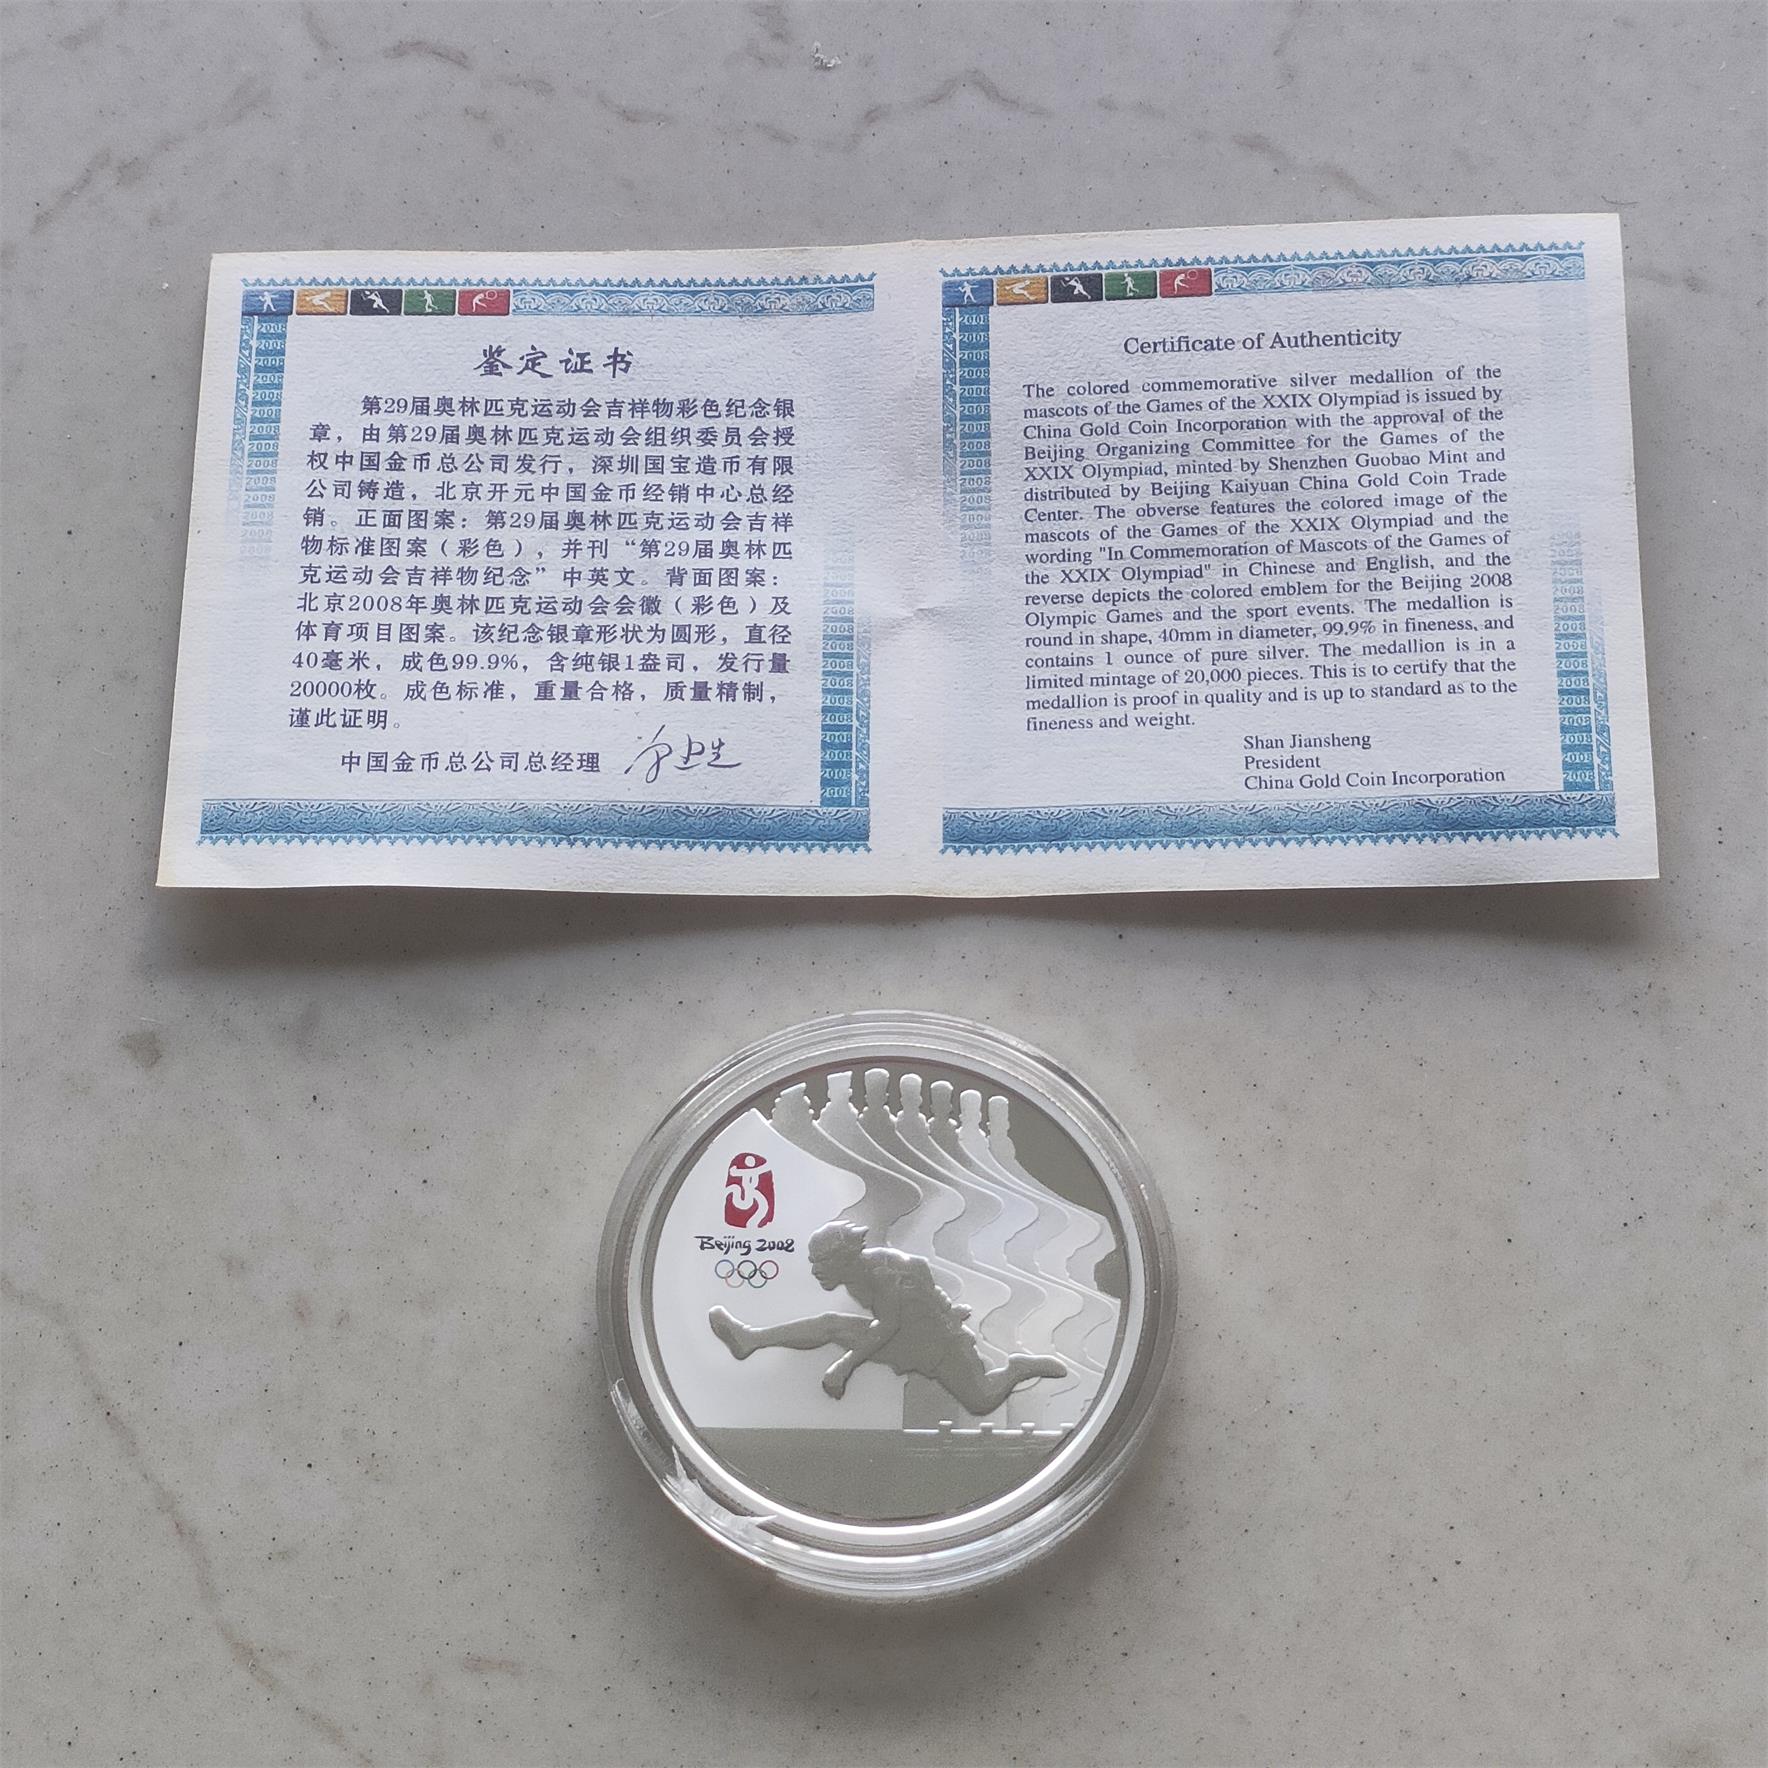 鉴定证书
第29届奥林匹克运动会吉祥物彩色纪念银
章，由第29届奥林匹克运动会组织委员会授
权中国金币总公司发行，深圳国宝造币有限
公司铸造，北京开元中国金币经销中心总经
销。正面图案：第29届奥林匹克运动会吉祥
物标准图案（彩色），并刊“第29届奥林匹
克运动会吉祥物纪念”中英文。背面图案：
北京2008年奥林匹克运动会会徽（彩色）及
体育项目图案。该纪念银章形状为圆形，直径
40毫米，成色99.9%，含纯银1盎司，发行量
20000枚。成色标准，重量合格，质量精制，
谨此证明。
中国金币总公司总经理
Certificate of Authenticity
The colored commemorative silver medallion of the
mascots of the Games of the XXIX Olympiad is issued by
China Gold Coin Incorporation with the approval of the
Beijing Organizing Committee for the Games of the
XXIX Olympiad, minted by Shenzhen Guobao Mint and
distributed by Beijing Kaiyuan China Gold Coin Trade
Center. The obverse features the colored image of the
mascots of the Games of the XXIX Olympiad and the
wording "In Commemoration of Mascots of the Games of
the XXIX Olympiad" in Chinese and English, and the
reverse depicts the colored emblem for the Beijing 2008
Olympic Games and the sport events. The medallion is
round in shape, 40mm in diameter, 99.9% in fineness, and
contains 1 ounce of pure silver. The medallion is in a
limited mintage of 20,000 pieces. This is to certify that the
medallion is proof in quality and is up to standard as to the
fineness and weight.
Shan Jiansheng
President
China Gold Coin Incorporation
Beijing 2008